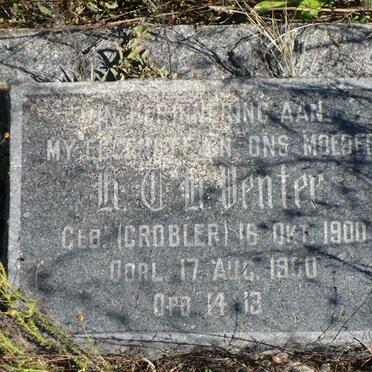 IN HERINNERING AAN
MY EGGENOTE EN ONS MOEDER
Venter
GEB. (GROBLER) 16 OKT. 1900
OORL. 17 AUG.
OPB 14-13